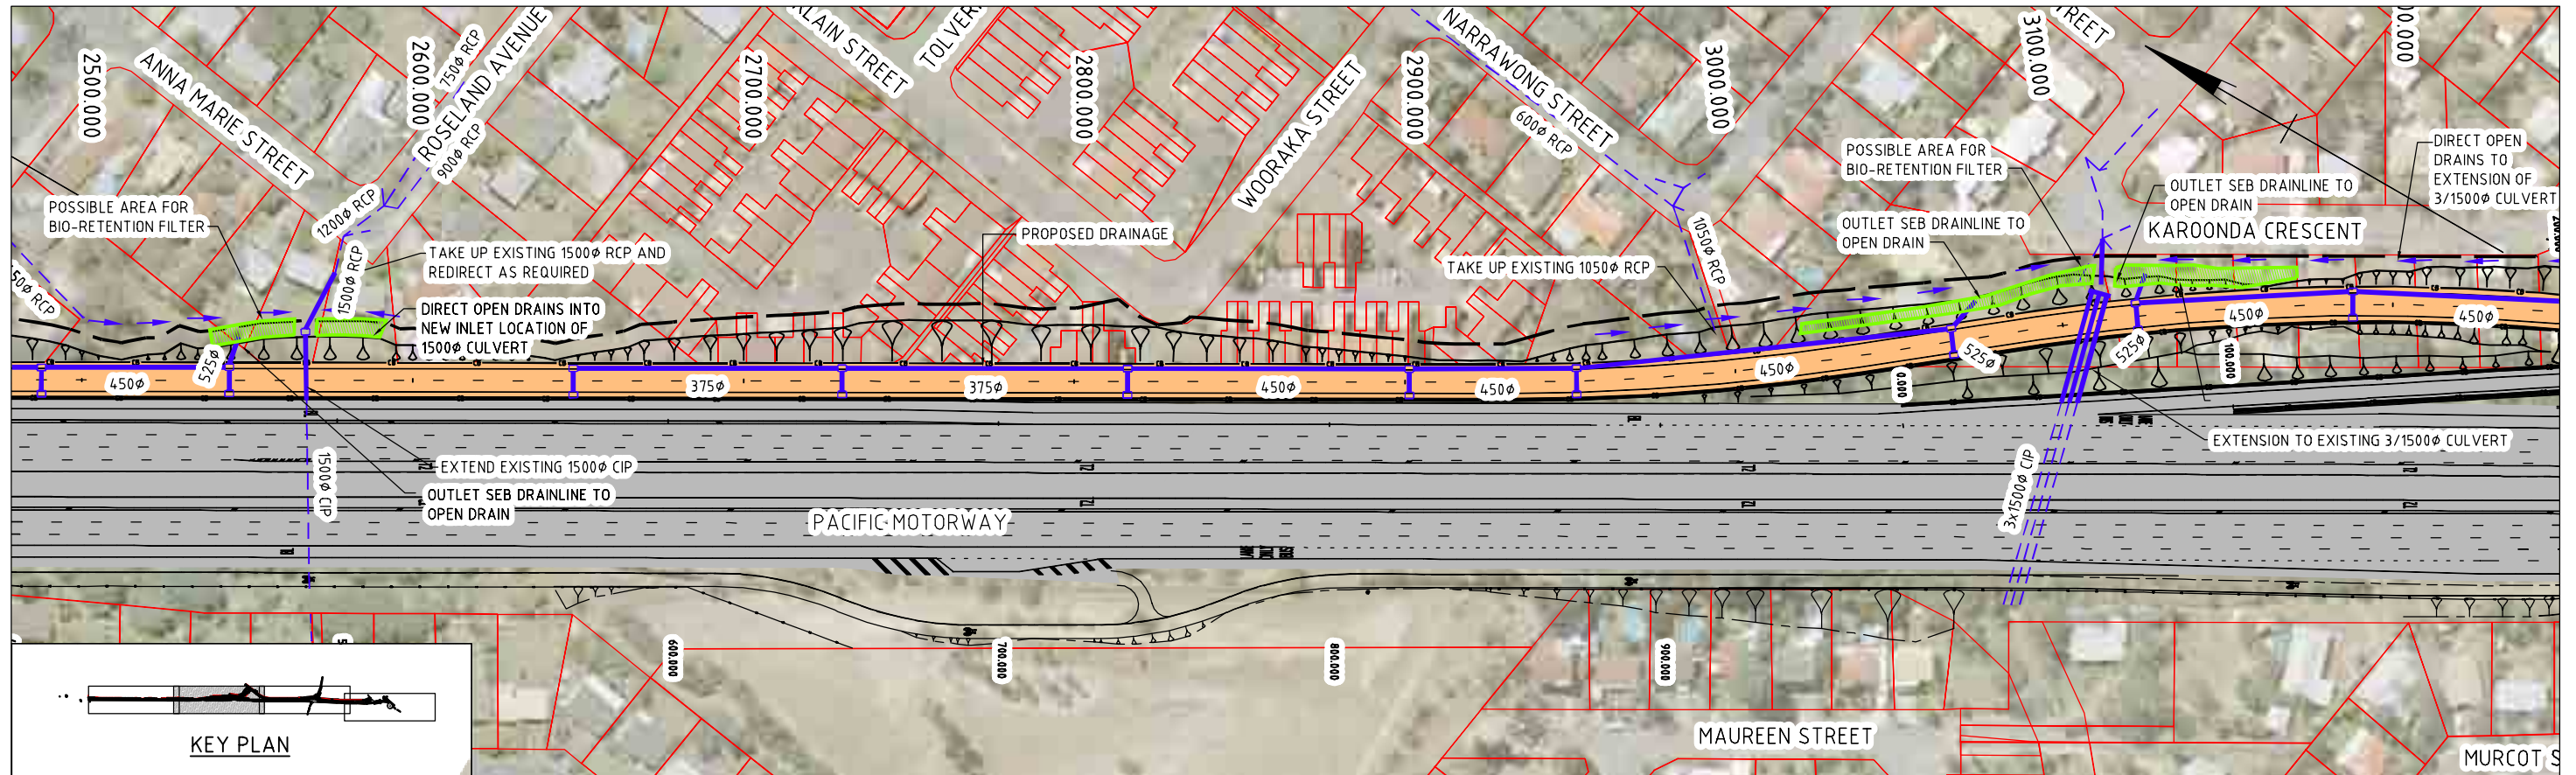 2500.000
ANNA MARIE STREET
2600.000
750Ø RCP
ROSELAND AVENUE
900Ø RCP
2700.000
STREET
2800.000
WOORAKA STREET
2900.000
NARRAWONG STREET
600Ø RCP
3000.000
3100.000
STREET
POSSIBLE AREA FOR
BIO-RETENTION FILTER
1200Ø RCP
1500Ø RCP
TAKE UP EXISTING 1500Ø RCP AND
REDIRECT AS REQUIRED
DIRECT OPEN DRAINS INTO
NEW INLET LOCATION OF
1500Ø CULVERT
PROPOSED DRAINAGE
TAKE UP EXISTING 1050Ø RCP
1050Ø RCP
POSSIBLE AREA FOR
BIO-RETENTION FILTER
OUTLET SEB DRAINLINE TO
OPEN DRAIN
OUTLET SEB DRAINLINE TO
OPEN DRAIN
KAROONDA CRESCENT
DIRECT OPEN
DRAINS TO
EXTENSION OF
3/1500Ø CULVERT
450Ø
525Ø
375Ø
375Ø
450Ø
450Ø
450Ø
525Ø
0.000
525Ø
450Ø
100.000
450Ø
EXTENSION TO EXISTING 3/1500Ø CULVERT
EXTEND EXISTING 1500Ø CIP
1500Ø CIP
OUTLET SEB DRAINLINE TO
OPEN DRAIN
PACIFIC MOTORWAY
3x1500Ø CIP
600.000
700.000
800.000
900.000
KEY PLAN
MAUREEN STREET
MURCOT S